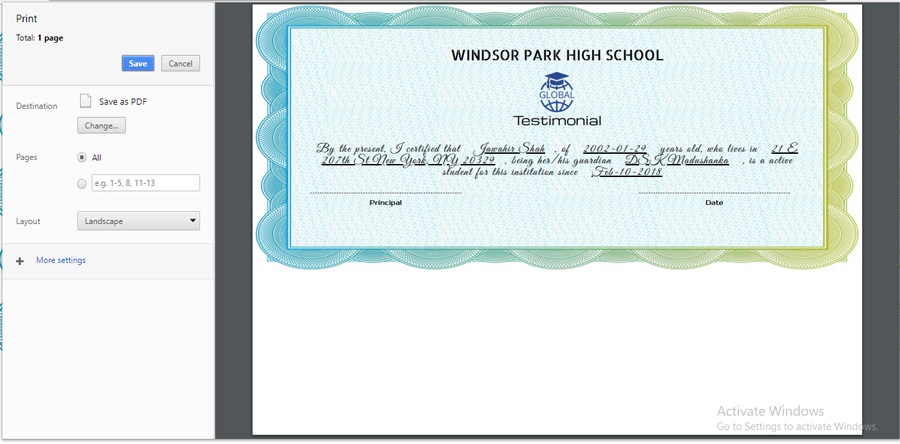 Print
Total: 1 page
Save
Cancel
Destination
Save as PDF
Change...
Pages
All
e.g. 1-5, 8, 11-13
Layout
Landscape
+ More settings
WINDSOR PARK HIGH SCHOOL
GLOBAL
Testimonial
By the present, I certified that Jawahir Shah , of 2002-01-29 years old, who lives in 21 E
207th St New York, NY 20329 , being her/his guardian D.S.K Madushanka , is a active
student for this institution since Feb-10-2018
Principal
Date
Activate Windows
Go to Settings to activate Windows.